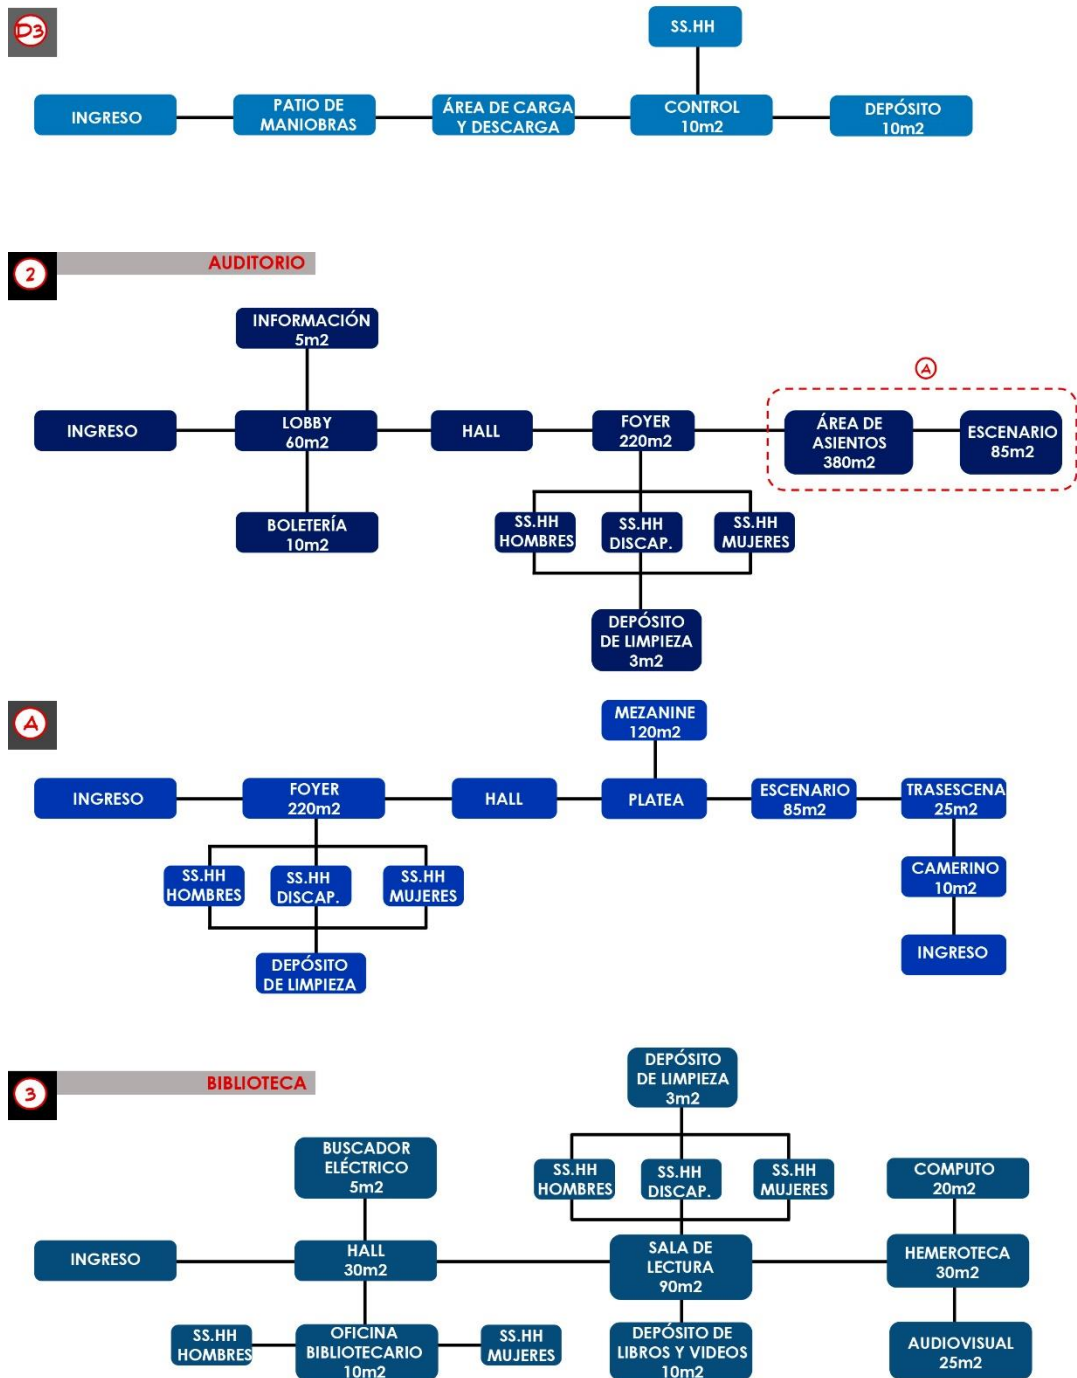 D3
SS.HH
INGRESO
PATIO DE
MANIOBRAS
ÁREA DE CARGA
Y DESCARGA
CONTROL
10m2
DEPÓSITO
10m2
2
AUDITORIO
INFORMACIÓN
5m2
A
INGRESO
LOBBY
60m2
HALL
FOYER
220m2
ÁREA DE
ASIENTOS
380m2
ESCENARIO
85m2
BOLETERÍA
10m2
SS.HH
HOMBRES
SS.HH
DISCAP.
SS.HH
MUJERES
DEPÓSITO
DE LIMPIEZA
3m2
A
MEZANINE
120m2
INGRESO
FOYER
220m2
HALL
PLATEA
ESCENARIO
85m2
TRASESCENA
25m2
SS.HH
HOMBRES
SS.HH
DISCAP.
SS.HH
MUJERES
CAMERINO
10m2
DEPÓSITO
DE LIMPIEZA
INGRESO
3
BIBLIOTECA
DEPÓSITO
DE LIMPIEZA
3m2
BUSCADOR
ELÉCTRICO
5m2
SS.HH
HOMBRES
SS.HH
DISCAP.
SS.HH
MUJERES
COMPUTO
20m2
INGRESO
HALL
30m2
SALA DE
LECTURA
90m2
HEMEROTECA
30m2
SS.HH
HOMBRES
OFICINA
BIBLIOTECARIO
10m2
SS.HH
MUJERES
DEPÓSITO DE
LIBROS Y VIDEOS
10m2
AUDIOVISUAL
25m2